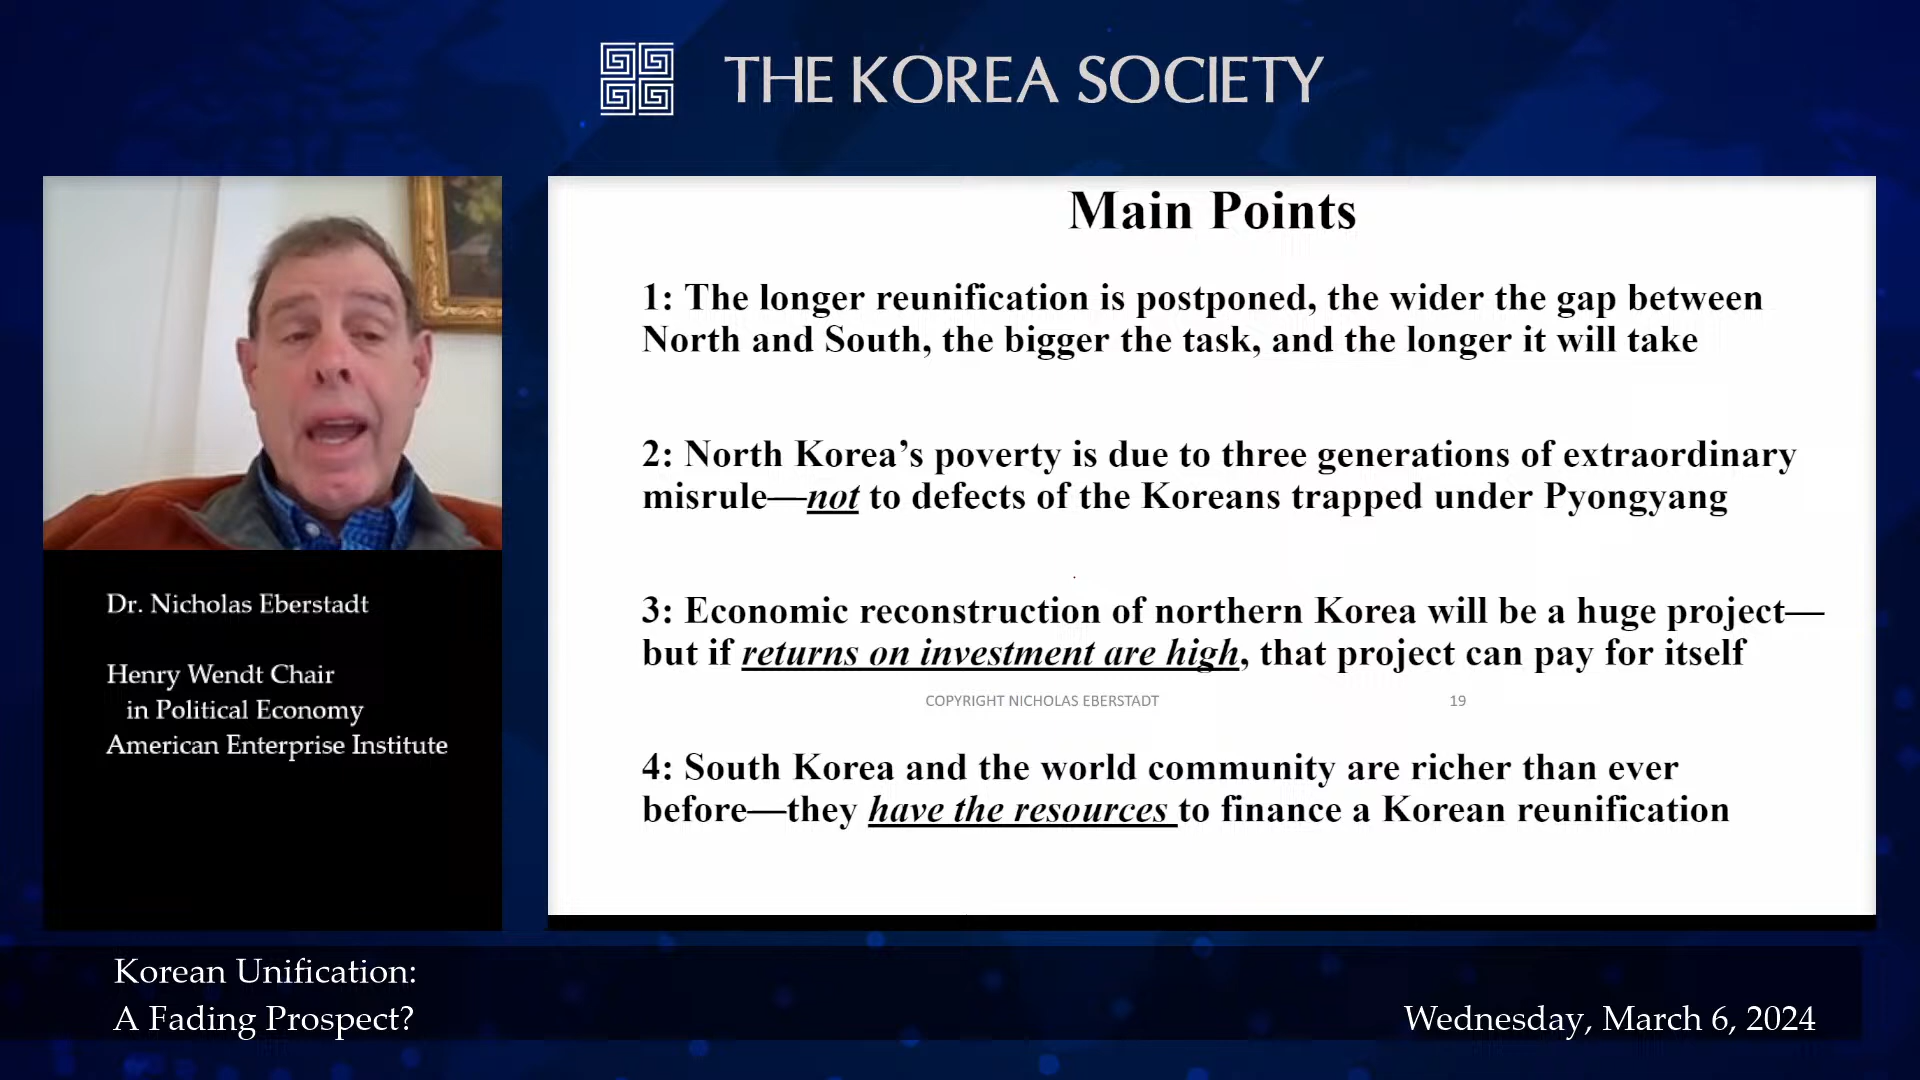 THE KOREA SOCIETY
Main Points
1: The longer reunification is postponed, the wider the gap between
North and South, the bigger the task, and the longer it will take
2: North Korea’s poverty is due to three generations of extraordinary
misrule—not to defects of the Koreans trapped under Pyongyang
3: Economic reconstruction of northern Korea will be a huge project—
but if returns on investment are high, that project can pay for itself
COPYRIGHT NICHOLAS EBERSTADT
19
4: South Korea and the world community are richer than ever
before—they have the resources to finance a Korean reunification
Dr. Nicholas Eberstadt
Henry Wendt Chair
in Political Economy
American Enterprise Institute
Korean Unification:
A Fading Prospect?
Wednesday, March 6, 2024